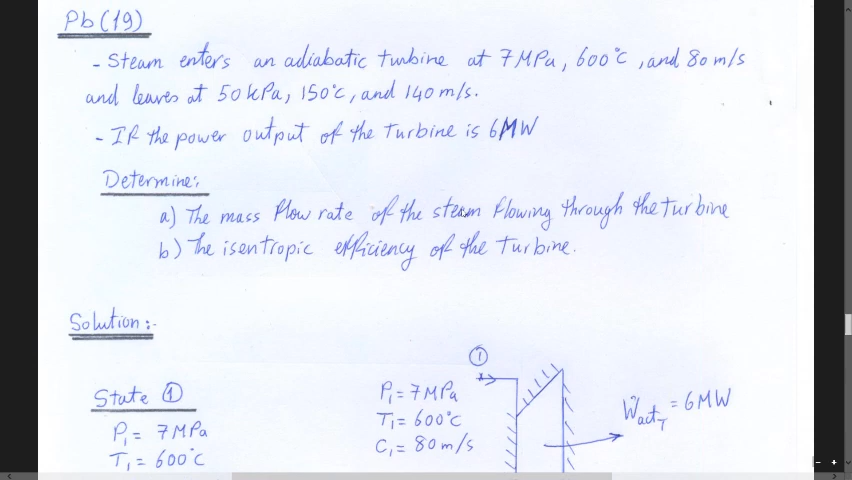 Pb(19)
- Steam enters an adiabatic turbine at 7MPa, 600°C, and 80 m/s
and leaves at 50 kPa, 150°C, and 140 m/s.
- If the power output of the turbine is 6MW
Determine:
a) The mass flow rate of the steam flowing through the turbine
b) The isentropic efficiency of the turbine.
Solution:-
①
State ①
P₁ = 7MPa
Ẇact_T = 6MW
P₁ = 7MPa
T₁ = 600°C
C₁ = 80 m/s
T₁ = 600°C